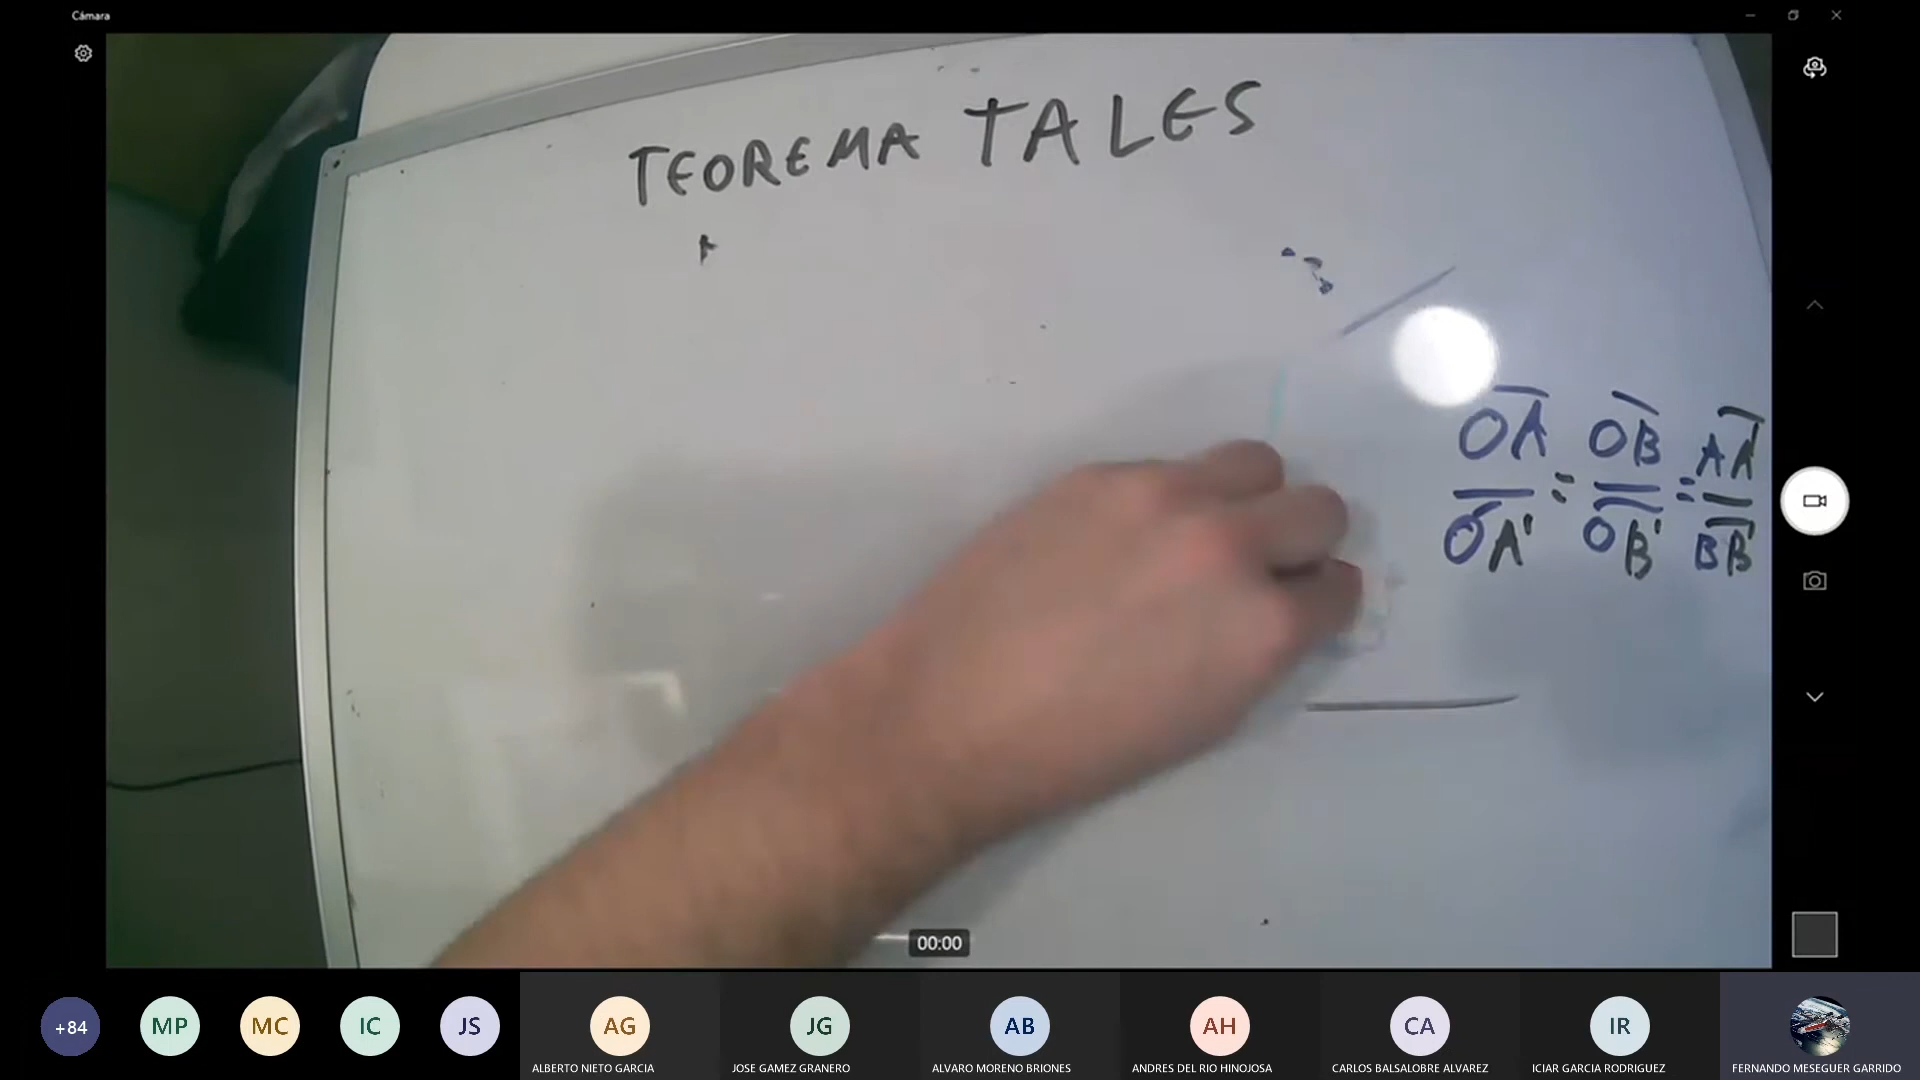 Cámara
TEOREMA TALES
OA OB AA'
= =
OA' OB' BB'
00:00
+84 MP MC IC JS AG JG AB AH CA IR
ALBERTO NIETO GARCIA JOSE GAMEZ GRANERO ALVARO MORENO BRIONES ANDRES DEL RIO HINOJOSA CARLOS BALSALOBRE ALVAREZ ICIAR GARCIA RODRIGUEZ FERNANDO MESEGUER GARRIDO